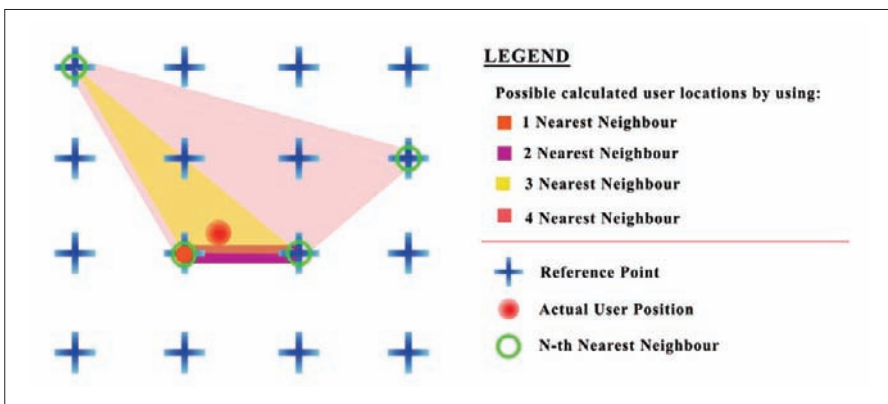 LEGEND
Possible calculated user locations by using:
1 Nearest Neighbour
2 Nearest Neighbour
3 Nearest Neighbour
4 Nearest Neighbour
Reference Point
Actual User Position
N-th Nearest Neighbour